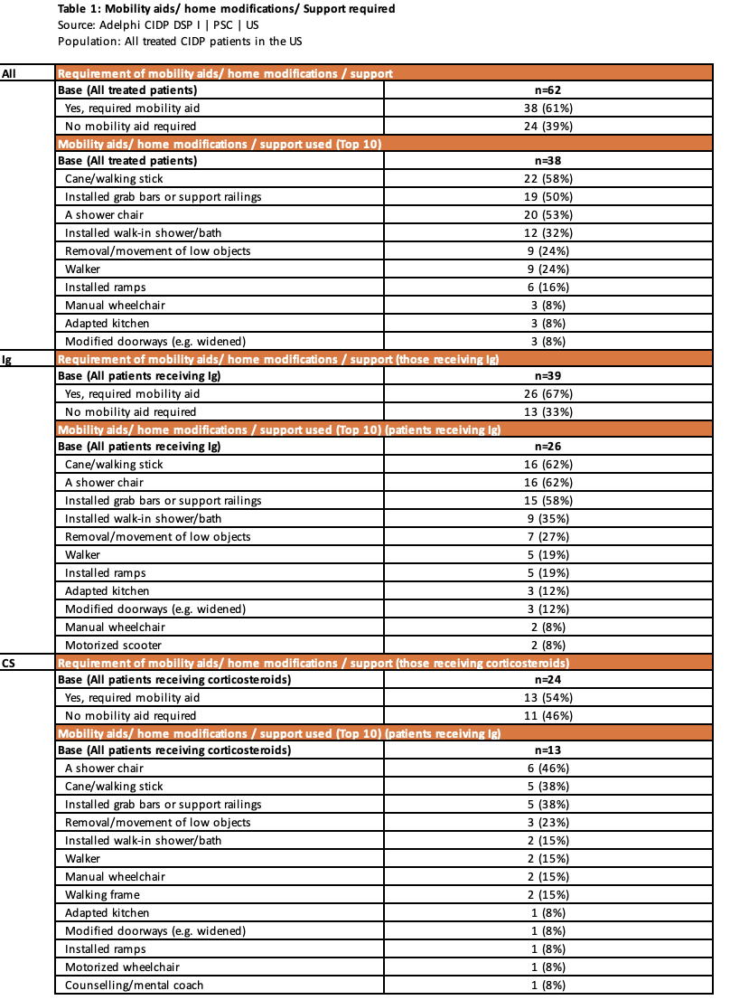 Table 1: Mobility aids/ home modifications/ Support required
Source: Adelphi CIDP DSP I | PSC | US
Population: All treated CIDP patients in the US
All Requirement of mobility aids/ home modifications / support
Base (All treated patients) n=62
Yes, required mobility aid 38 (61%)
No mobility aid required 24 (39%)
Mobility aids/ home modifications / support used (Top 10)
Base (All treated patients) n=38
Cane/walking stick 22 (58%)
Installed grab bars or support railings 19 (50%)
A shower chair 20 (53%)
Installed walk-in shower/bath 12 (32%)
Removal/movement of low objects 9 (24%)
Walker 9 (24%)
Installed ramps 6 (16%)
Manual wheelchair 3 (8%)
Adapted kitchen 3 (8%)
Modified doorways (e.g. widened) 3 (8%)
Ig Requirement of mobility aids/ home modifications / support (those receiving Ig)
Base (All patients receiving Ig) n=39
Yes, required mobility aid 26 (67%)
No mobility aid required 13 (33%)
Mobility aids/ home modifications / support used (Top 10) (patients receiving Ig)
Base (All patients receiving Ig) n=26
Cane/walking stick 16 (62%)
A shower chair 16 (62%)
Installed grab bars or support railings 15 (58%)
Installed walk-in shower/bath 9 (35%)
Removal/movement of low objects 7 (27%)
Walker 5 (19%)
Installed ramps 5 (19%)
Adapted kitchen 3 (12%)
Modified doorways (e.g. widened) 3 (12%)
Manual wheelchair 2 (8%)
Motorized scooter 2 (8%)
CS Requirement of mobility aids/ home modifications / support (those receiving corticosteroids)
Base (All patients receiving corticosteroids) n=24
Yes, required mobility aid 13 (54%)
No mobility aid required 11 (46%)
Mobility aids/ home modifications / support used (Top 10) (patients receiving Ig)
Base (All patients receiving corticosteroids) n=13
A shower chair 6 (46%)
Cane/walking stick 5 (38%)
Installed grab bars or support railings 5 (38%)
Removal/movement of low objects 3 (23%)
Installed walk-in shower/bath 2 (15%)
Walker 2 (15%)
Manual wheelchair 2 (15%)
Walking frame 2 (15%)
Adapted kitchen 1 (8%)
Modified doorways (e.g. widened) 1 (8%)
Installed ramps 1 (8%)
Motorized wheelchair 1 (8%)
Counselling/mental coach 1 (8%)